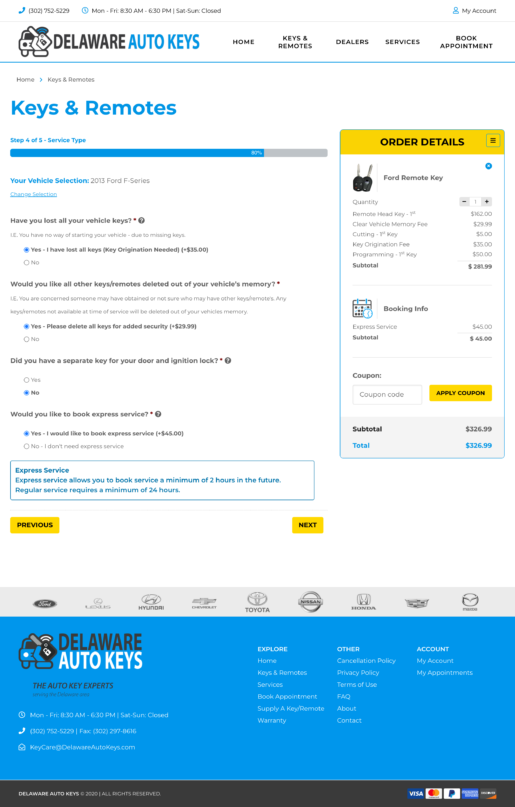 (302) 752-5229 Mon - Fri: 8:30 AM - 6:30 PM | Sat-Sun: Closed My Account
DELAWARE AUTO KEYS
HOME KEYS & REMOTES DEALERS SERVICES BOOK APPOINTMENT
Home > Keys & Remotes
Keys & Remotes
Step 4 of 5 - Service Type
80%
Your Vehicle Selection: 2013 Ford F-Series
Change Selection
Have you lost all your vehicle keys? *
I.E. You have no way of starting your vehicle - due to missing keys.
Yes - I have lost all keys (Key Origination Needed) (+$35.00)
No
Would you like all other keys/remotes deleted out of your vehicle's memory? *
I.E. You are concerned someone may have obtained or not sure who may have other keys/remotes. Any
keys/remotes not available at time of service will be deleted out of your vehicles memory.
Yes - Please delete all keys for added security (+$29.99)
No
Did you have a separate key for your door and ignition lock? *
Yes
No
Would you like to book express service? *
Yes - I would like to book express service (+$45.00)
No - I don't need express service
Express Service
Express service allows you to book service a minimum of 2 hours in the future.
Regular service requires a minimum of 24 hours.
PREVIOUS NEXT
ORDER DETAILS
Ford Remote Key
Quantity - 1 +
Remote Head Key - 1st $162.00
Clear Vehicle Memory Fee $29.99
Cutting - 1st Key $5.00
Key Origination Fee $35.00
Programming - 1st Key $50.00
Subtotal $ 281.99
Booking Info
Express Service $45.00
Subtotal $ 45.00
Coupon:
Coupon code APPLY COUPON
Subtotal $326.99
Total $326.99
Ford LEXUS HYUNDAI CHEVROLET TOYOTA NISSAN HONDA mazda
DELAWARE
AUTO KEYS
THE AUTO KEY EXPERTS
Mon - Fri: 8:30 AM - 6:30 PM | Sat-Sun: Closed
(302) 752-5229 | Fax: (302) 297-8616
KeyCare@DelawareAutoKeys.com
EXPLORE
Home
Keys & Remotes
Services
Book Appointment
Supply A Key/Remote
Warranty
OTHER
Cancellation Policy
Privacy Policy
Terms of Use
FAQ
About
Contact
ACCOUNT
My Account
My Appointments
DELAWARE AUTO KEYS © 2020 | ALL RIGHTS RESERVED.
VISA